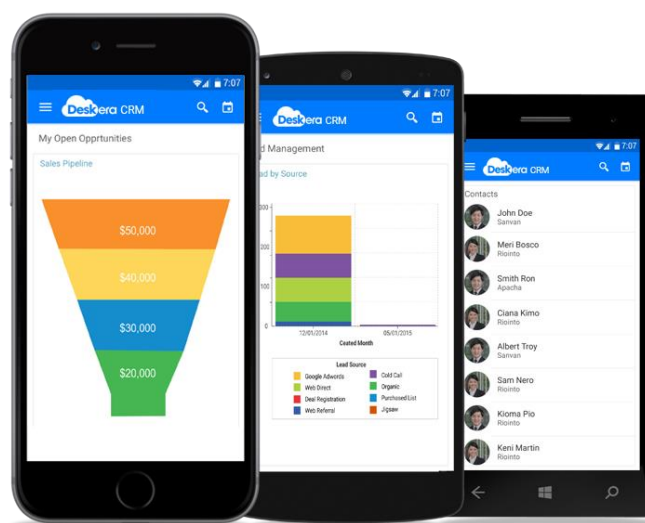 7:07
Deskera CRM
My Open Opprtunities
Sales Pipeline
$50,000
$40,000
$30,000
$20,000
7:07
Deskera CRM
d Management
ad by Source
200
100
0
12/01/2014
05/01/2015
Ceated Month
Lead Source
Google Adwords
Cold Call
Web Direct
Organic
Deal Registration
Purchased List
Web Referral
Jigsaw
7:07
Deskera CRM
Contacts
John Doe
Sanvan
Meri Bosco
Riointo
Smith Ron
Apacha
Ciana Kimo
Riointo
Albert Troy
Sanvan
Sam Nero
Riointo
Kioma Pio
Riointo
Keni Martin
Riointo